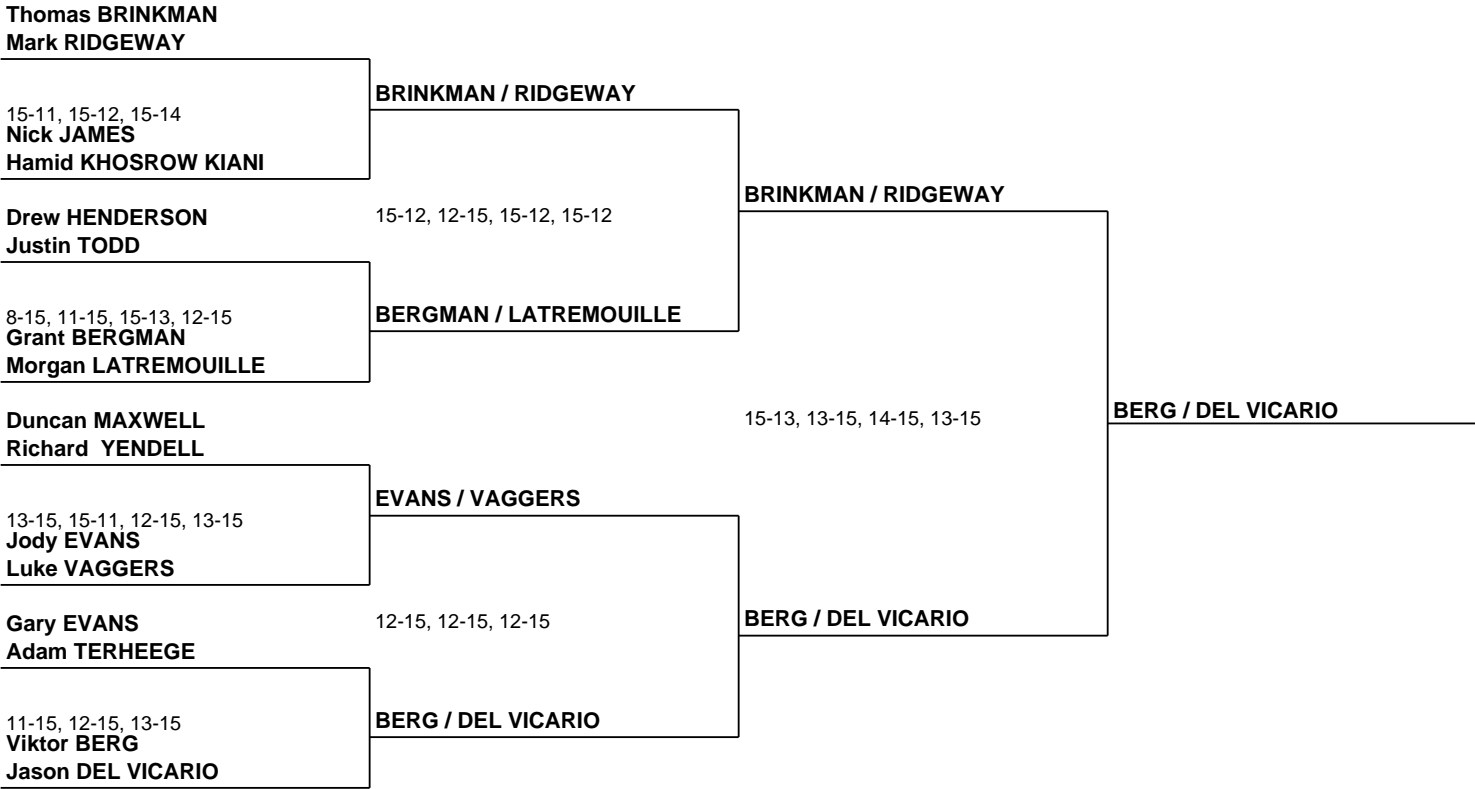 Thomas BRINKMAN
Mark RIDGEWAY
BRINKMAN / RIDGEWAY
15-11, 15-12, 15-14
Nick JAMES
Hamid KHOSROW KIANI
BRINKMAN / RIDGEWAY
Drew HENDERSON
15-12, 12-15, 15-12, 15-12
Justin TODD
8-15, 11-15, 15-13, 12-15
BERGMAN / LATREMOUILLE
Grant BERGMAN
Morgan LATREMOUILLE
Duncan MAXWELL
15-13, 13-15, 14-15, 13-15
BERG / DEL VICARIO
Richard  YENDELL
EVANS / VAGGERS
13-15, 15-11, 12-15, 13-15
Jody EVANS
Luke VAGGERS
Gary EVANS
12-15, 12-15, 12-15
BERG / DEL VICARIO
Adam TERHEEGE
11-15, 12-15, 13-15
BERG / DEL VICARIO
Viktor BERG
Jason DEL VICARIO